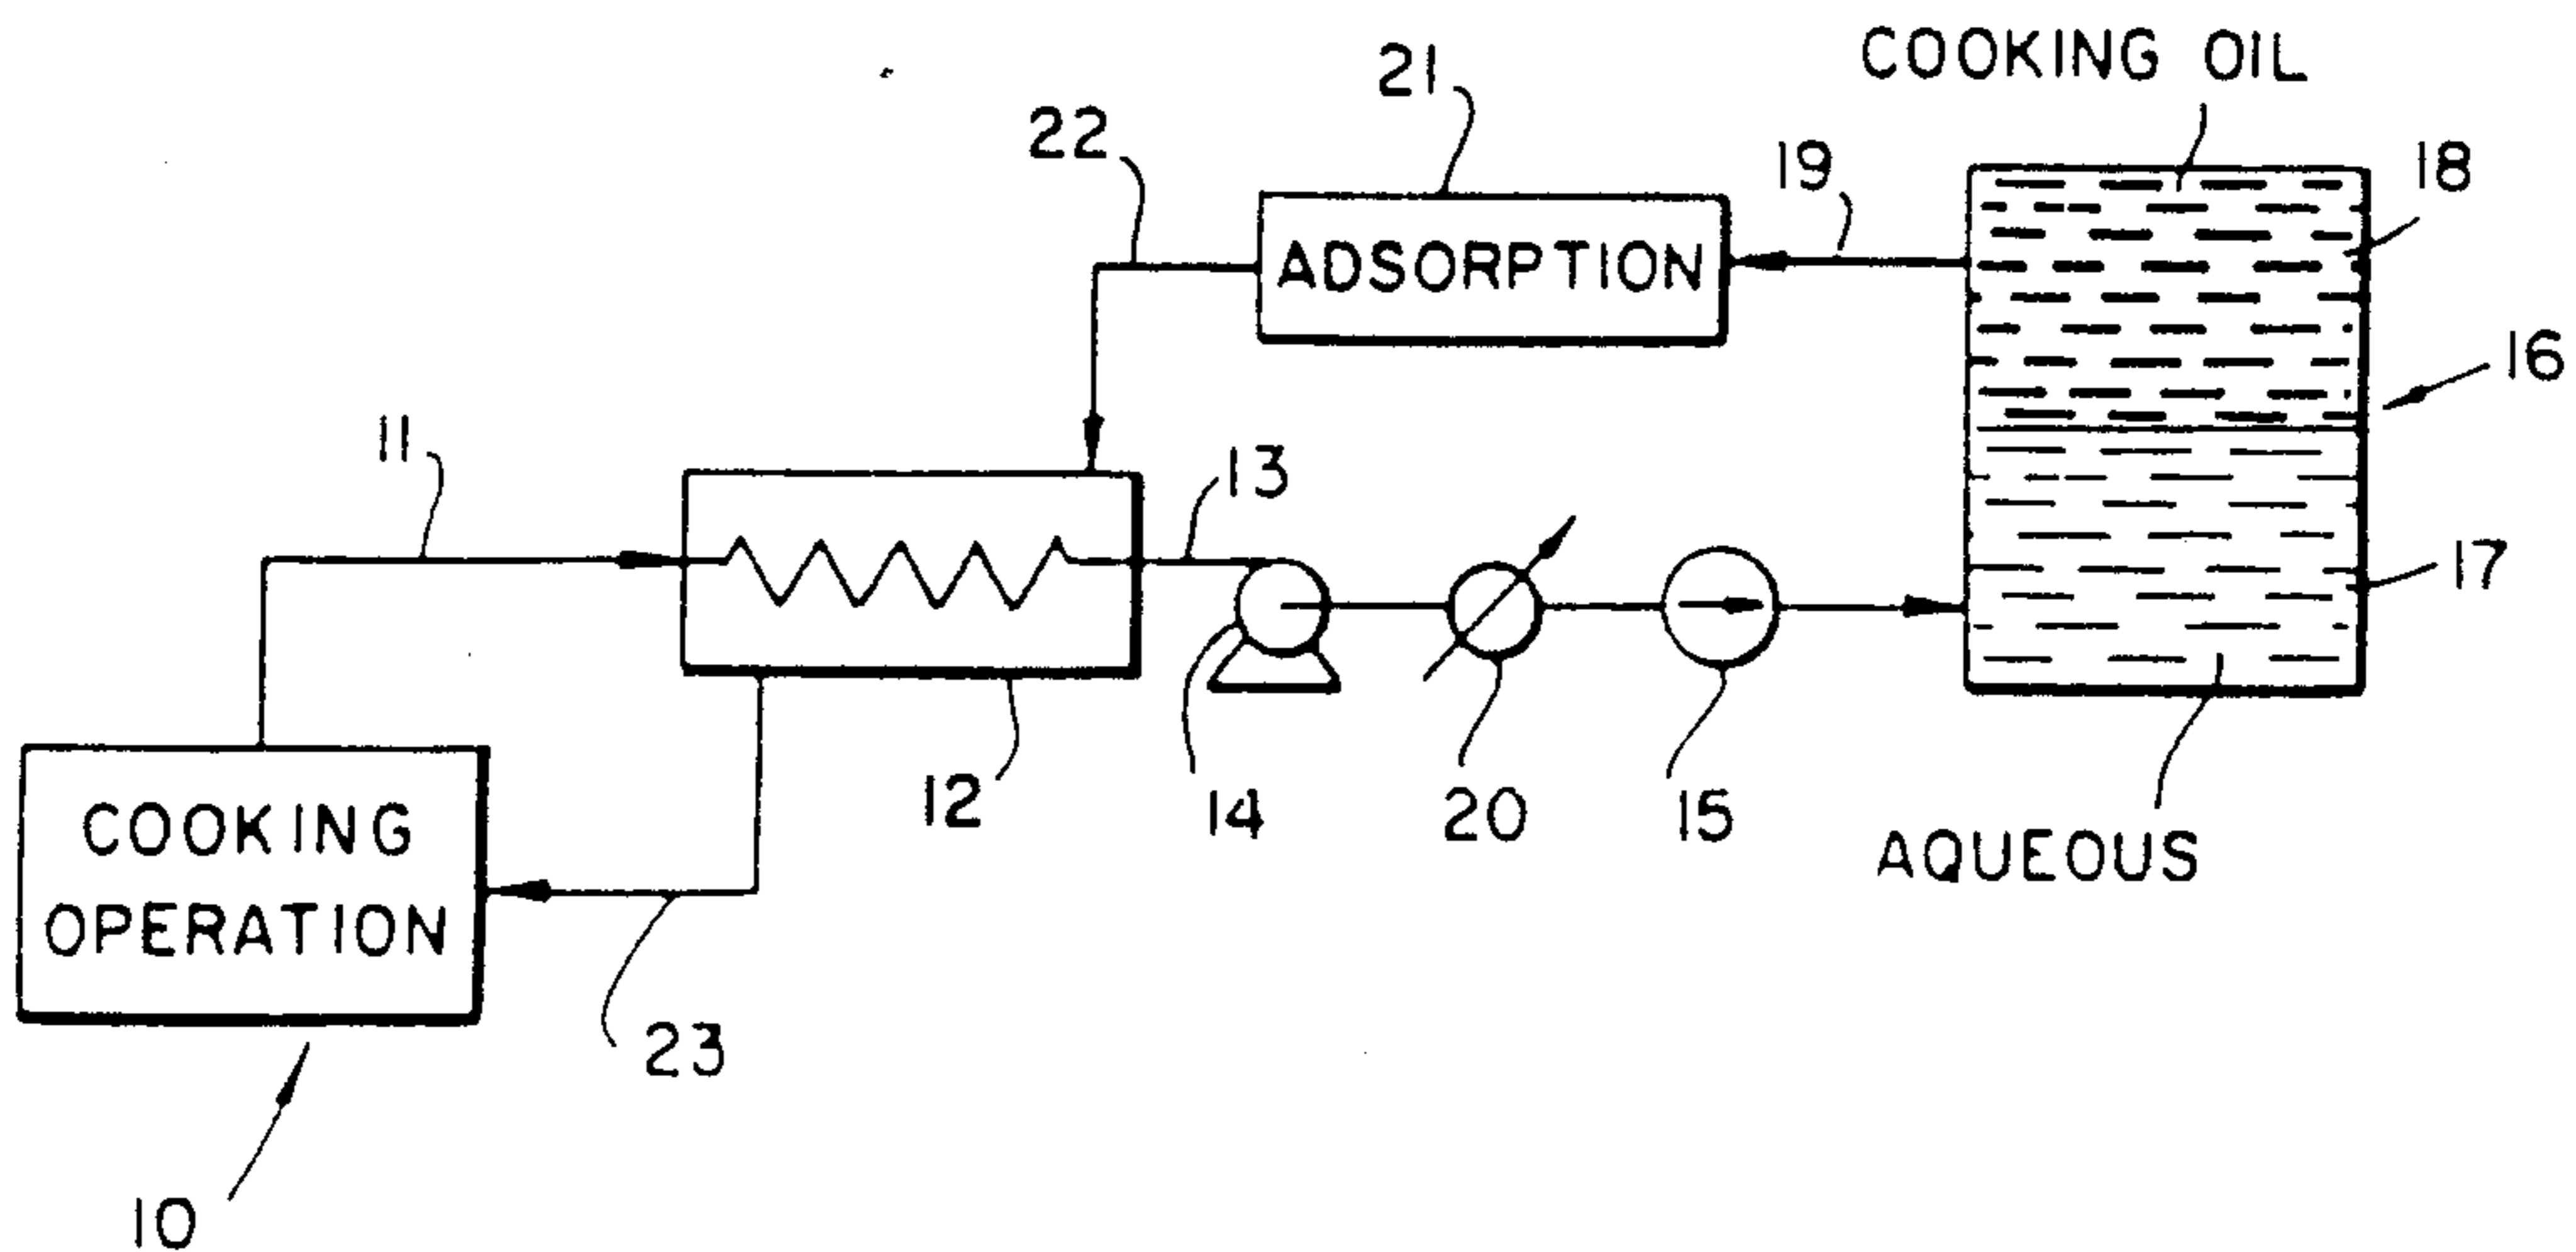 COOKING OIL
21
22
19
18
ADSORPTION
16
11
13
17
12
14
20
15
COOKING
OPERATION
AQUEOUS
23
10